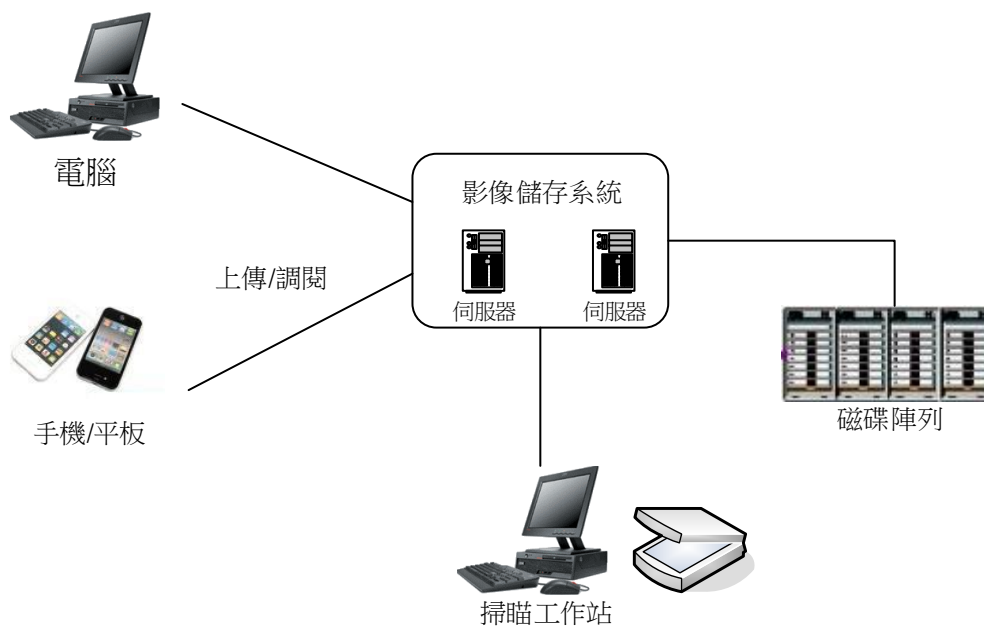 電腦
影像儲存系統
伺服器
伺服器
上傳/調閱
手機/平板
磁碟陣列
掃瞄工作站